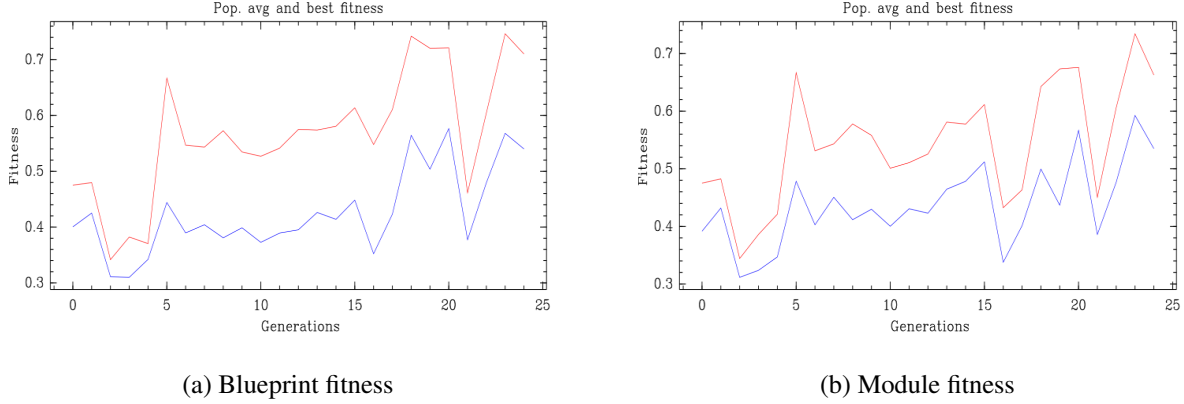 Pop. avg and best fitness
Fitness
0.7
0.6
0.5
0.4
0.3
0 5 10 15 20 25
Generations
(a) Blueprint fitness
Pop. avg and best fitness
Fitness
0.7
0.6
0.5
0.4
0.3
0 5 10 15 20 25
Generations
(b) Module fitness